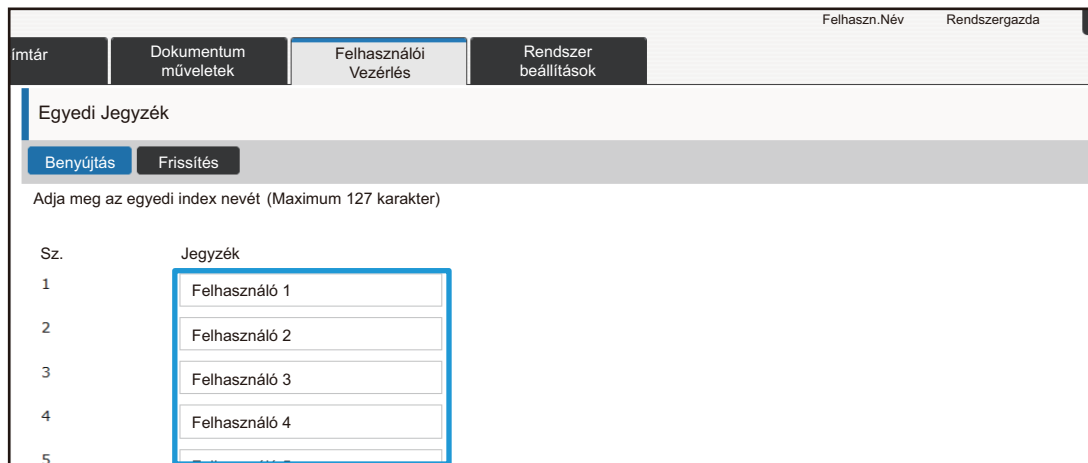 Felhaszn.Név Rendszergazda
ímtár
Dokumentum
műveletek
Felhasználói
Vezérlés
Rendszer
beállítások
Egyedi Jegyzék
Benyújtás Frissítés
Adja meg az egyedi index nevét (Maximum 127 karakter)
Sz. Jegyzék
1 Felhasználó 1
2 Felhasználó 2
3 Felhasználó 3
4 Felhasználó 4
5